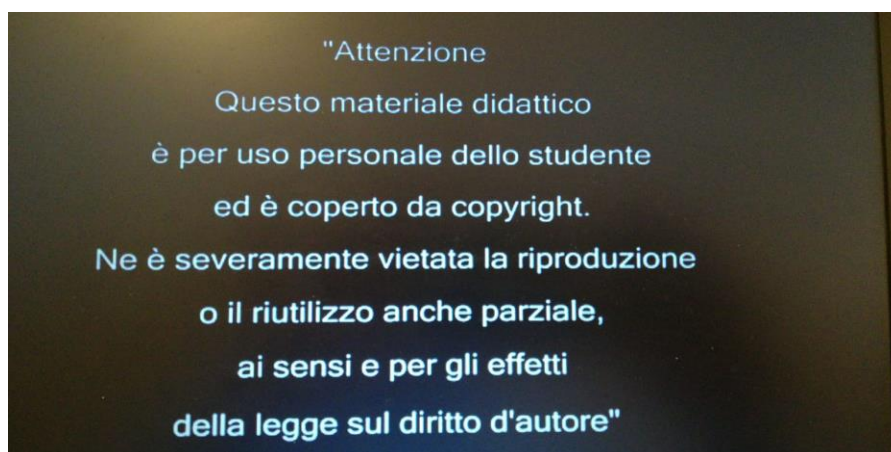 "Attenzione
Questo materiale didattico
è per uso personale dello studente
ed è coperto da copyright.
Ne è severamente vietata la riproduzione
o il riutilizzo anche parziale,
ai sensi e per gli effetti
della legge sul diritto d'autore"